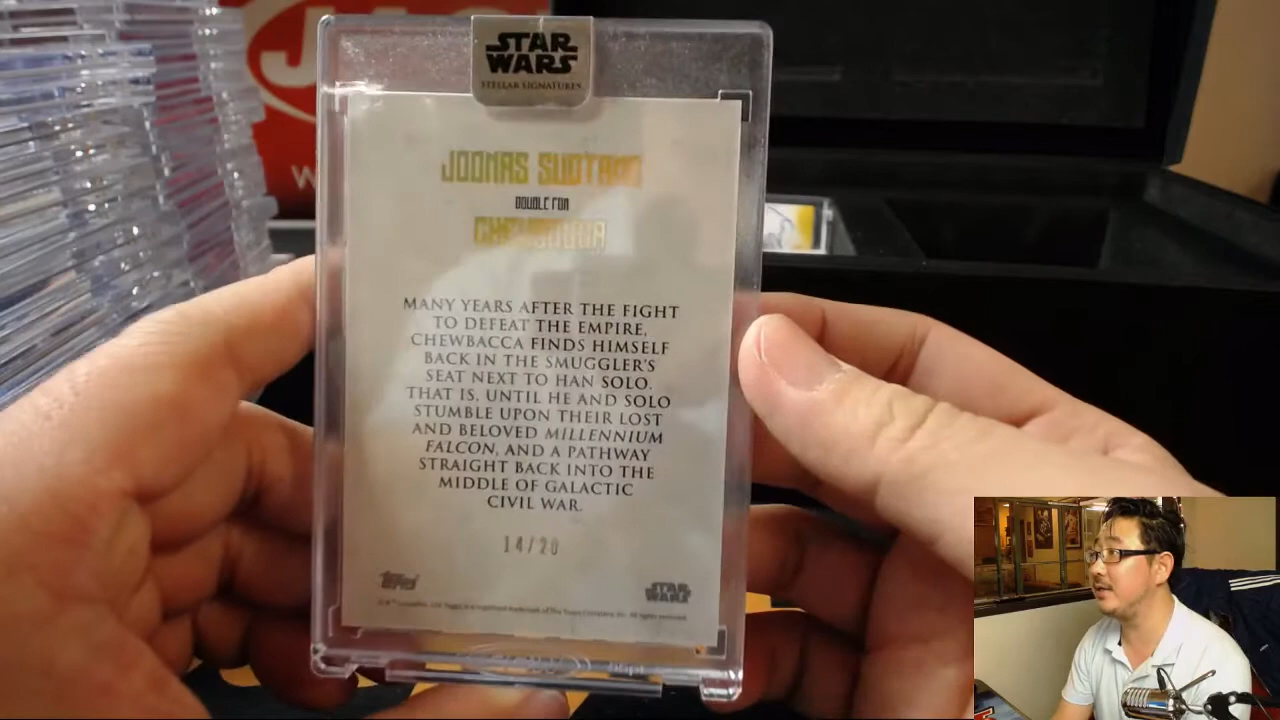 STAR
WARS
STELLAR SIGNATURES
JOONAS SUOTAMO
DOUBLE FOR
CHEWBACCA
MANY YEARS AFTER THE FIGHT
TO DEFEAT THE EMPIRE,
CHEWBACCA FINDS HIMSELF
BACK IN THE SMUGGLER'S
SEAT NEXT TO HAN SOLO.
THAT IS, UNTIL HE AND SOLO
STUMBLE UPON THEIR LOST
AND BELOVED MILLENNIUM
FALCON, AND A PATHWAY
STRAIGHT BACK INTO THE
MIDDLE OF GALACTIC
CIVIL WAR.
14/20
Topps
STAR
WARS